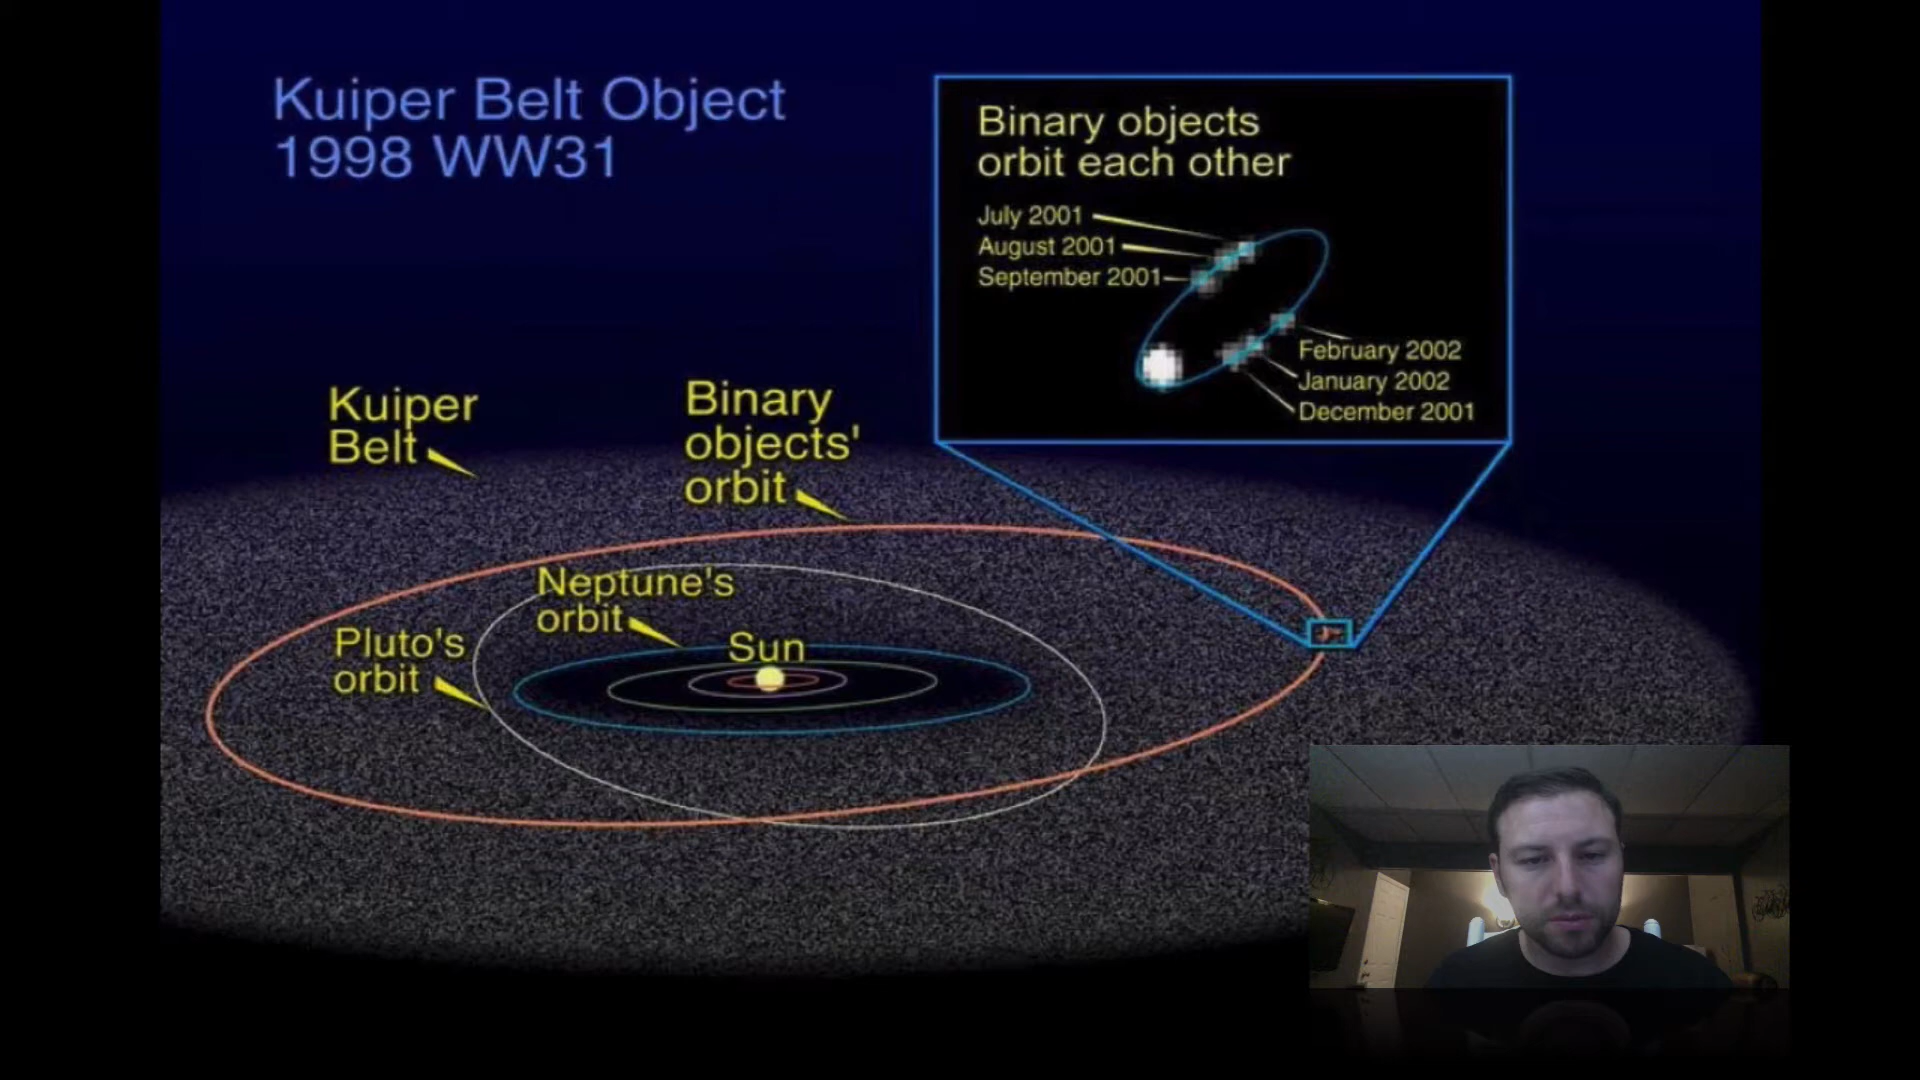 Kuiper Belt Object
1998 WW31
Binary objects
orbit each other
July 2001
August 2001
September 2001
February 2002
January 2002
December 2001
Kuiper
Belt
Binary
objects'
orbit
Neptune's
orbit
Sun
Pluto's
orbit